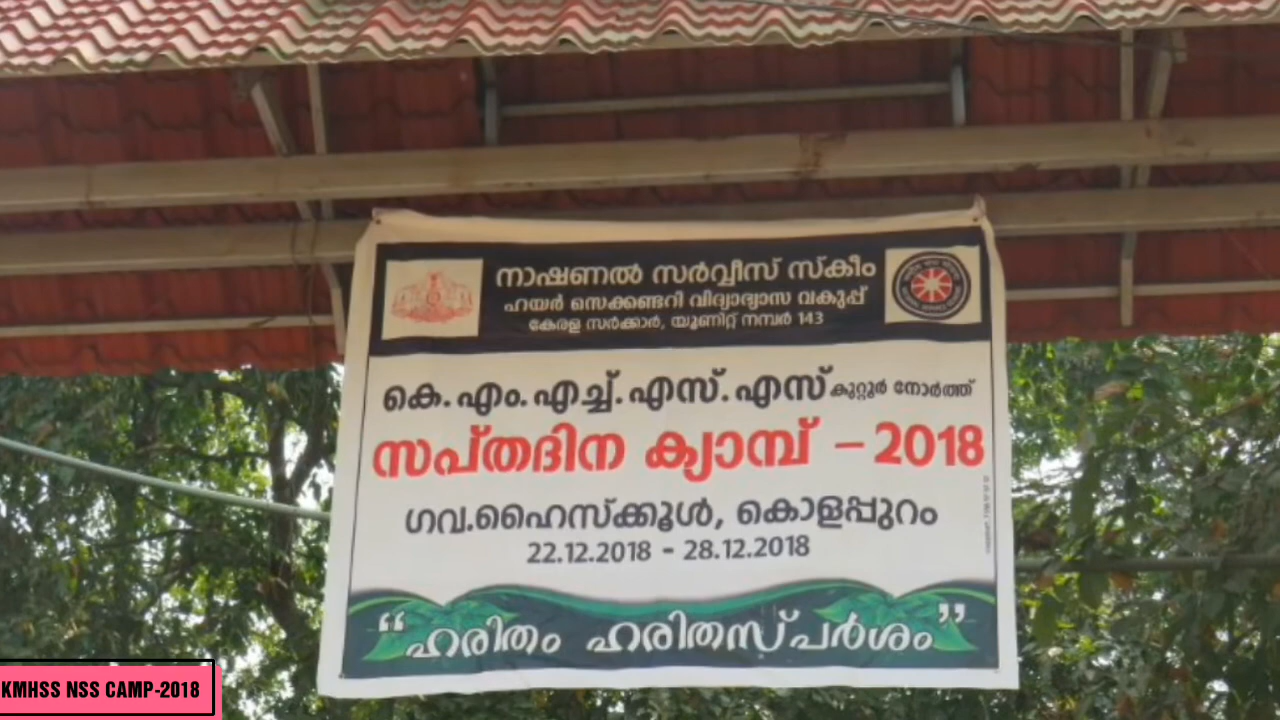 നാഷണൽ സർവ്വീസ് സ്കീം
ഹയർ സെക്കണ്ടറി വിദ്യാഭ്യാസ വകുപ്പ്
കേരള സർക്കാർ, യൂണിറ്റ് നമ്പർ 143
കെ.എം.എച്ച്.എസ്.എസ് കുറ്റൂർ നോർത്ത്
സപ്തദിന ക്യാമ്പ് – 2018
ഗവ.ഹൈസ്ക്കൂൾ, കൊളപ്പുറം
22.12.2018 - 28.12.2018
“ഹരിതം ഹരിതസ്പർശം”
KMHSS NSS CAMP-2018